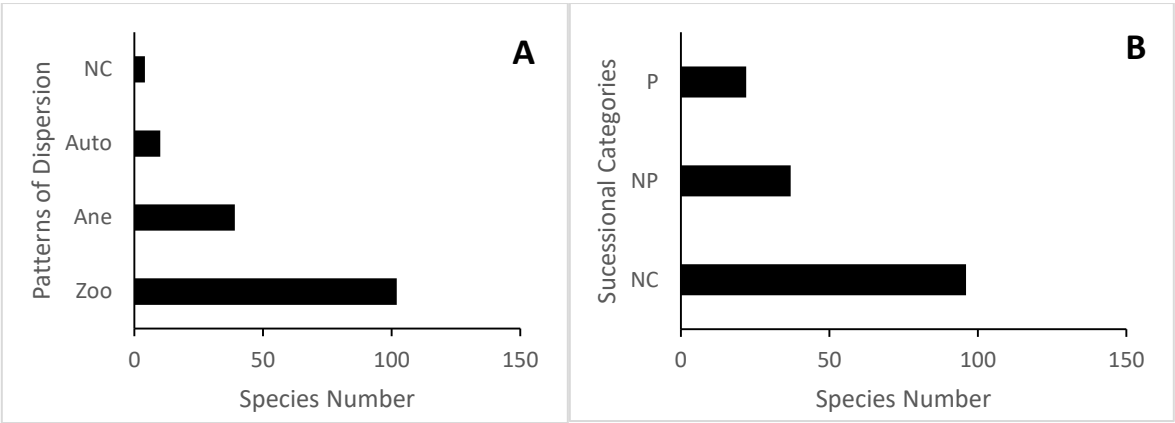 A
Patterns of Dispersion
NC
Auto
Ane
Zoo
0 50 100 150
Species Number
B
Sucessional Categories
P
NP
NC
0 50 100 150
Species Number